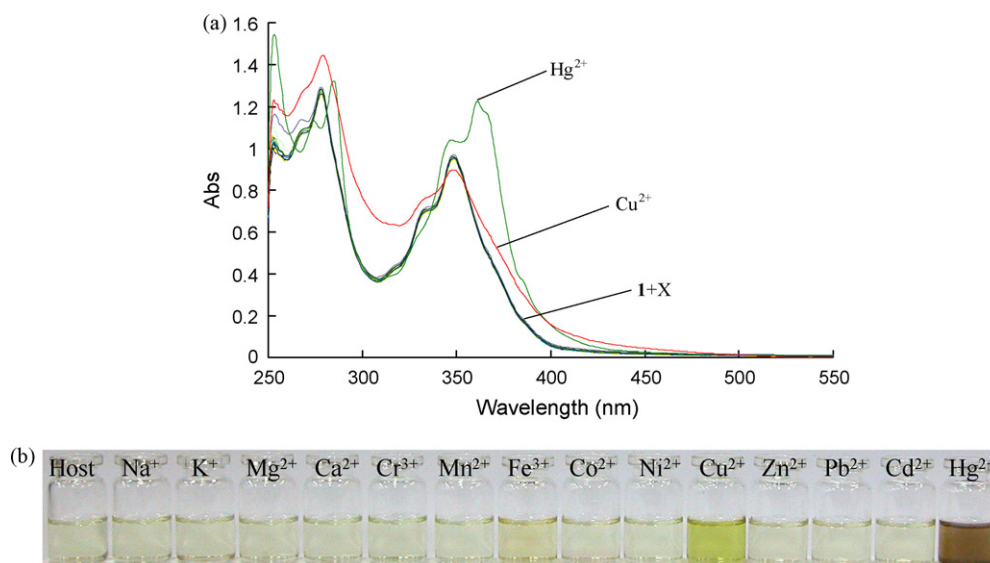 (a)
1.6
1.4
1.2
1
0.8
0.6
0.4
0.2
0
Abs
Hg²⁺
Cu²⁺
1+X
250 300 350 400 450 500 550
Wavelength (nm)
(b)
Host Na⁺ K⁺ Mg²⁺ Ca²⁺ Cr³⁺ Mn²⁺ Fe³⁺ Co²⁺ Ni²⁺ Cu²⁺ Zn²⁺ Pb²⁺ Cd²⁺ Hg²⁺